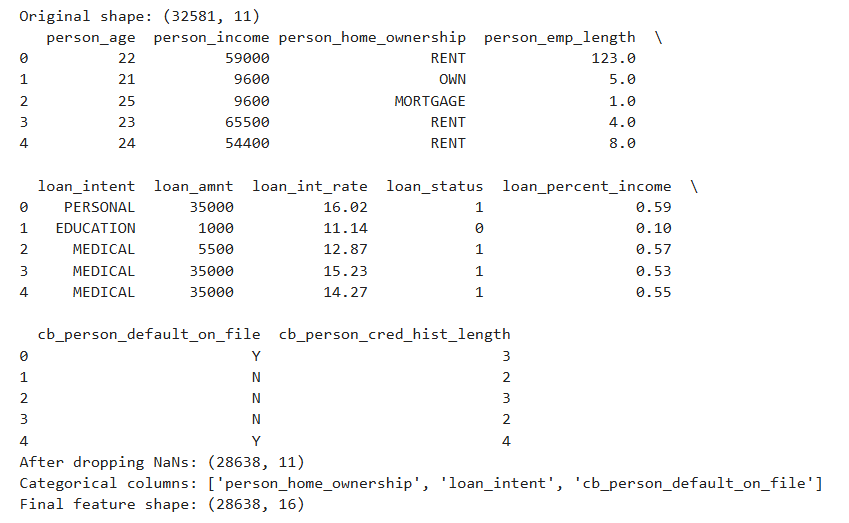 Original shape: (32581, 11)
   person_age  person_income person_home_ownership  person_emp_length  \
0          22          59000                  RENT              123.0
1          21           9600                   OWN                5.0
2          25           9600              MORTGAGE                1.0
3          23          65500                  RENT                4.0
4          24          54400                  RENT                8.0

  loan_intent  loan_amnt  loan_int_rate  loan_status  loan_percent_income  \
0    PERSONAL      35000          16.02            1                 0.59
1   EDUCATION       1000          11.14            0                 0.10
2     MEDICAL       5500          12.87            1                 0.57
3     MEDICAL      35000          15.23            1                 0.53
4     MEDICAL      35000          14.27            1                 0.55

  cb_person_default_on_file  cb_person_cred_hist_length
0                         Y                           3
1                         N                           2
2                         N                           3
3                         N                           2
4                         Y                           4
After dropping NaNs: (28638, 11)
Categorical columns: ['person_home_ownership', 'loan_intent', 'cb_person_default_on_file']
Final feature shape: (28638, 16)